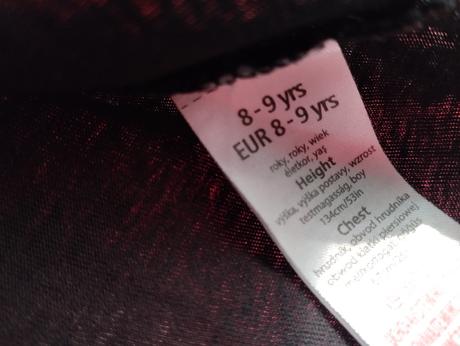 8-9 yrs
EUR 8-9 yrs
roky, roky, wiek
életkor, yaş
Height
výška, výška postavy, wzrost
testmagasság, boy
134cm/53in
Chest
hrudník, obvod hrudníka
obwód klatki piersiowej